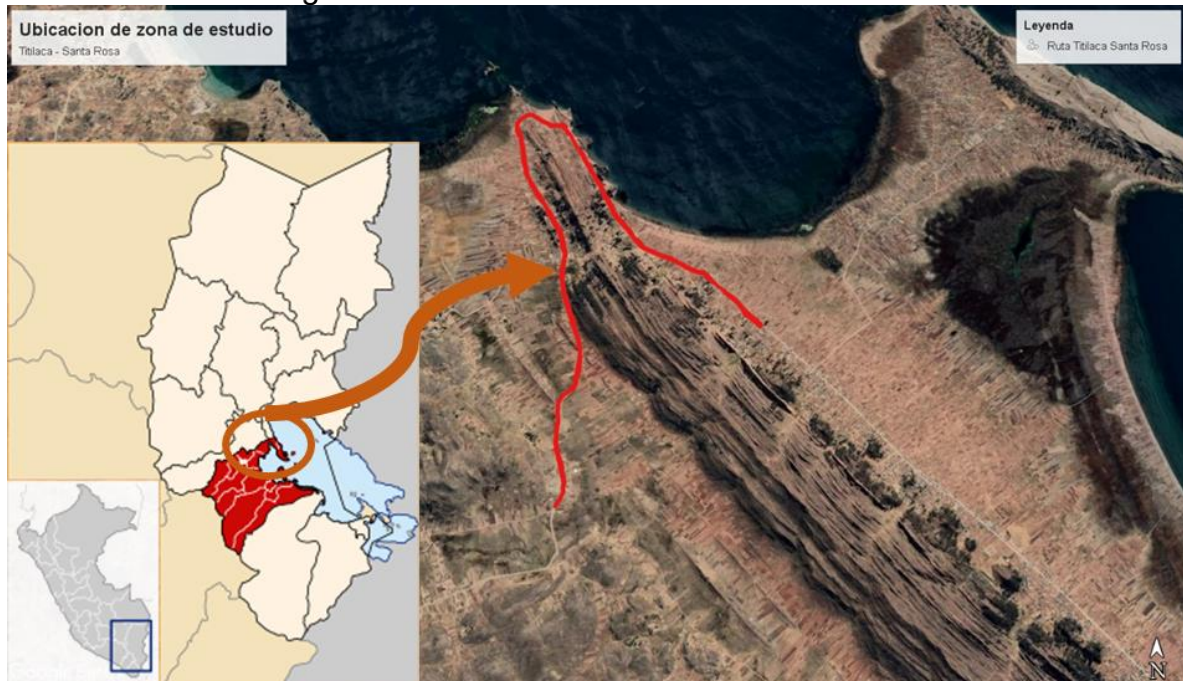 Ubicacion de zona de estudio
Titilaca - Santa Rosa
Leyenda
Ruta Titilaca Santa Rosa
N